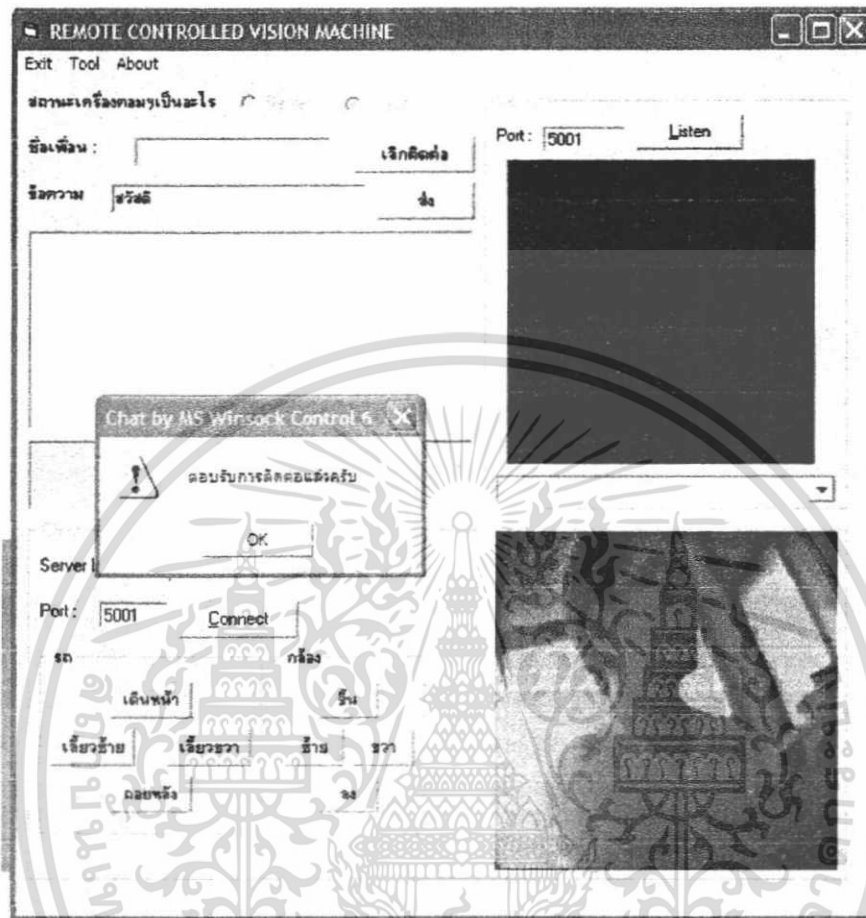 REMOTE CONTROLLED VISION MACHINE
Exit Tool About
สถานะเครื่องคอมฯเป็นอะไร
ชื่อเพื่อน :
เลิกติดต่อ
ข้อความ
สวัสดี
ส่ง
Port : 5001 Listen
Chat by MS Winsock Control 6
ตอบรับการติดต่อแล้วครับ
OK
Server
Port : 5001 Connect
รถ
กล้อง
เดินหน้า
ขึ้น
เลี้ยวซ้าย เลี้ยวขวา ซ้าย ขวา
ถอยหลัง
ลง